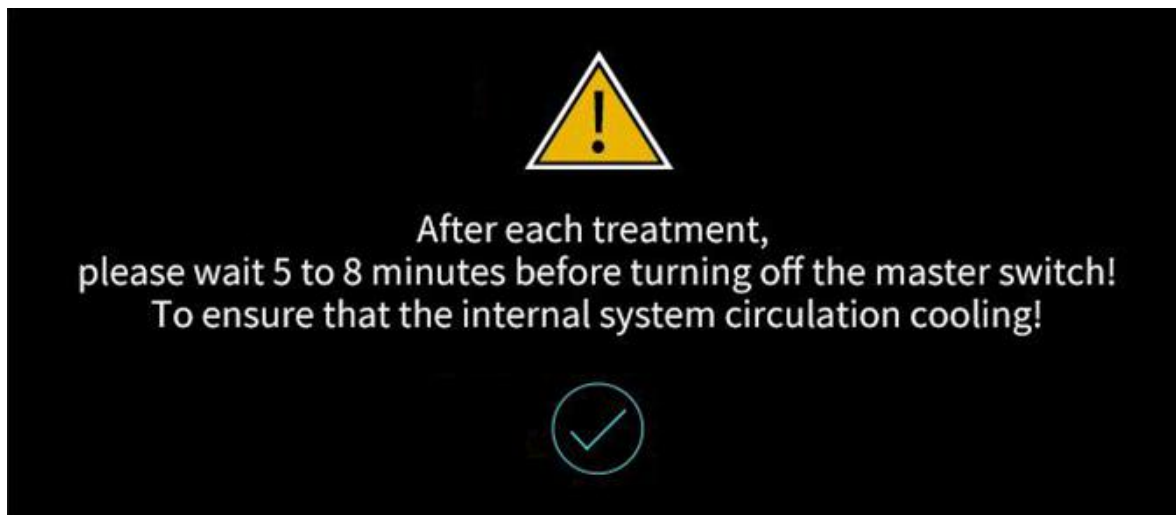 After each treatment,
please wait 5 to 8 minutes before turning off the master switch!
To ensure that the internal system circulation cooling!